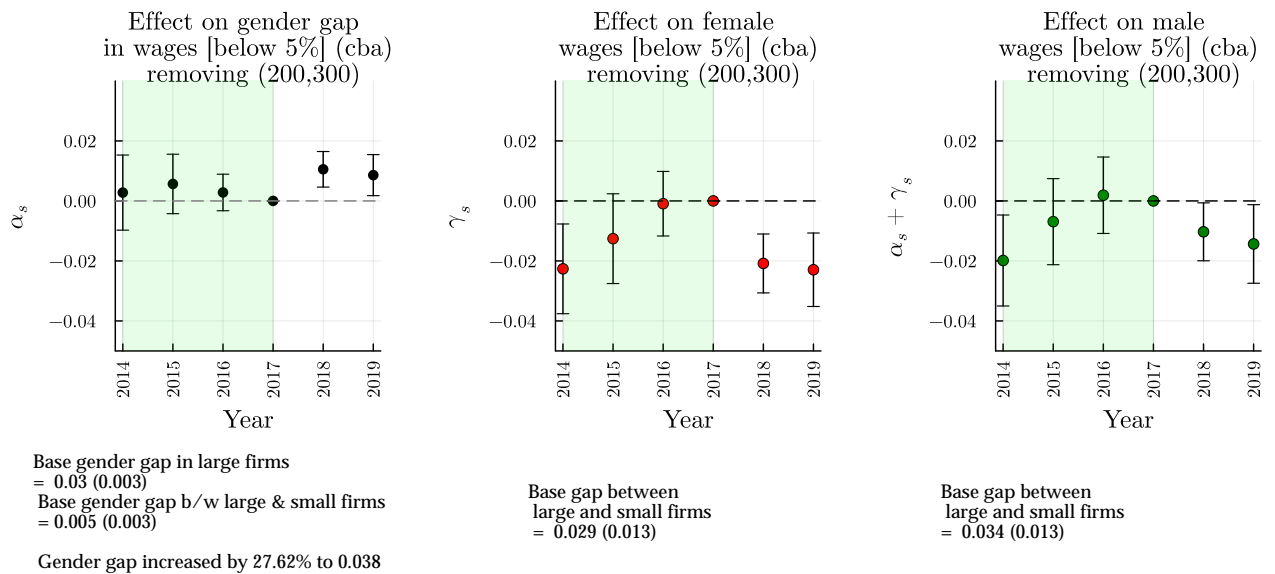 Effect on gender gap
in wages [below 5%] (cba)
removing (200,300)
0.02
0.00
−0.02
−0.04
α_s
2014
2015
2016
2017
2018
2019
Year
Base gender gap in large firms
= 0.03 (0.003)
Base gender gap b/w large & small firms
= 0.005 (0.003)
Gender gap increased by 27.62% to 0.038
Effect on female
wages [below 5%] (cba)
removing (200,300)
0.02
0.00
−0.02
−0.04
γ_s
2014
2015
2016
2017
2018
2019
Year
Base gap between
large and small firms
= 0.029 (0.013)
Effect on male
wages [below 5%] (cba)
removing (200,300)
0.02
0.00
−0.02
−0.04
α_s + γ_s
2014
2015
2016
2017
2018
2019
Year
Base gap between
large and small firms
= 0.034 (0.013)